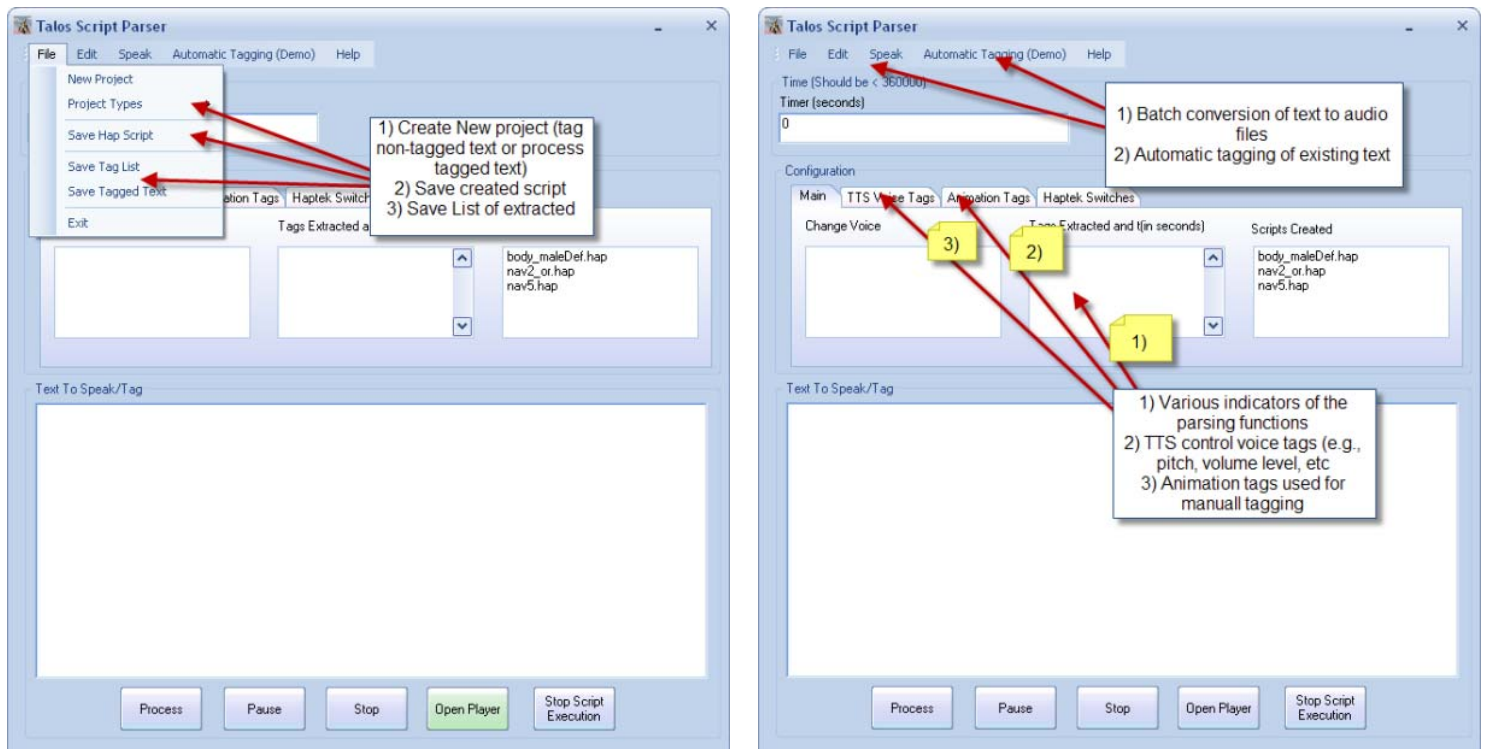 Talos Script Parser
File Edit Speak Automatic Tagging (Demo) Help
New Project
Project Types
Save Hap Script
Save Tag List
Save Tagged Text
Exit
1) Create New project (tag
non-tagged text or process
tagged text)
2) Save created script
3) Save List of extracted
ation Tags Haptek Switch
Tags Extracted a
body_maleDef.hap
nav2_or.hap
nav5.hap
Text To Speak/Tag
Process Pause Stop Open Player Stop Script
Execution
Talos Script Parser
File Edit Speak Automatic Tagging (Demo) Help
Time (Should be < 360000)
Timer (seconds)
0
1) Batch conversion of text to audio
files
2) Automatic tagging of existing text
Configuration
Main TTS Voice Tags Animation Tags Haptek Switches
Change Voice Tags Extracted and t(in seconds) Scripts Created
3)
2)
1)
body_maleDef.hap
nav2_or.hap
nav5.hap
Text To Speak/Tag
1) Various indicators of the
parsing functions
2) TTS control voice tags (e.g.,
pitch, volume level, etc
3) Animation tags used for
manuall tagging
Process Pause Stop Open Player Stop Script
Execution